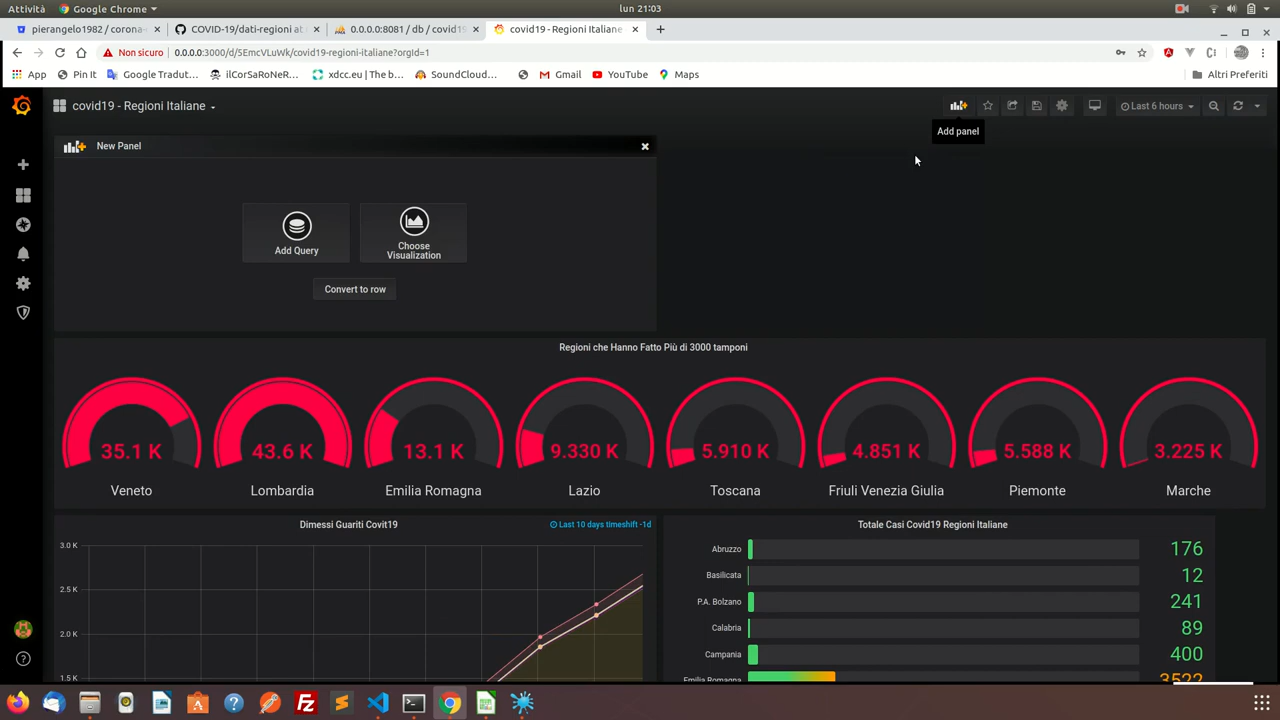 Attività
Google Chrome
lun 21:03
pierangelo1982 / corona-
COVID-19/dati-regioni at
0.0.0.0:8081 / db / covid19
covid19 - Regioni Italiane
Non sicuro
0.0.0.0:3000/d/5EmcVLuWk/covid19-regioni-italiane?orgId=1
App
Pin It
Google Tradut...
ilCorSaRoNeR...
xdcc.eu | The b...
SoundCloud...
Gmail
YouTube
Maps
Altri Preferiti
covid19 - Regioni Italiane
Last 6 hours
Add panel
New Panel
Add Query
Choose
Visualization
Convert to row
Regioni che Hanno Fatto Più di 3000 tamponi
35.1 K
43.6 K
13.1 K
9.330 K
5.910 K
4.851 K
5.588 K
3.225 K
Veneto
Lombardia
Emilia Romagna
Lazio
Toscana
Friuli Venezia Giulia
Piemonte
Marche
Dimessi Guariti Covit19
Last 10 days timeshift -1d
3.0 K
2.5 K
2.0 K
1.5 K
Totale Casi Covid19 Regioni Italiane
Abruzzo 176
Basilicata 12
P.A. Bolzano 241
Calabria 89
Campania 400
Emilia Romagna 3522